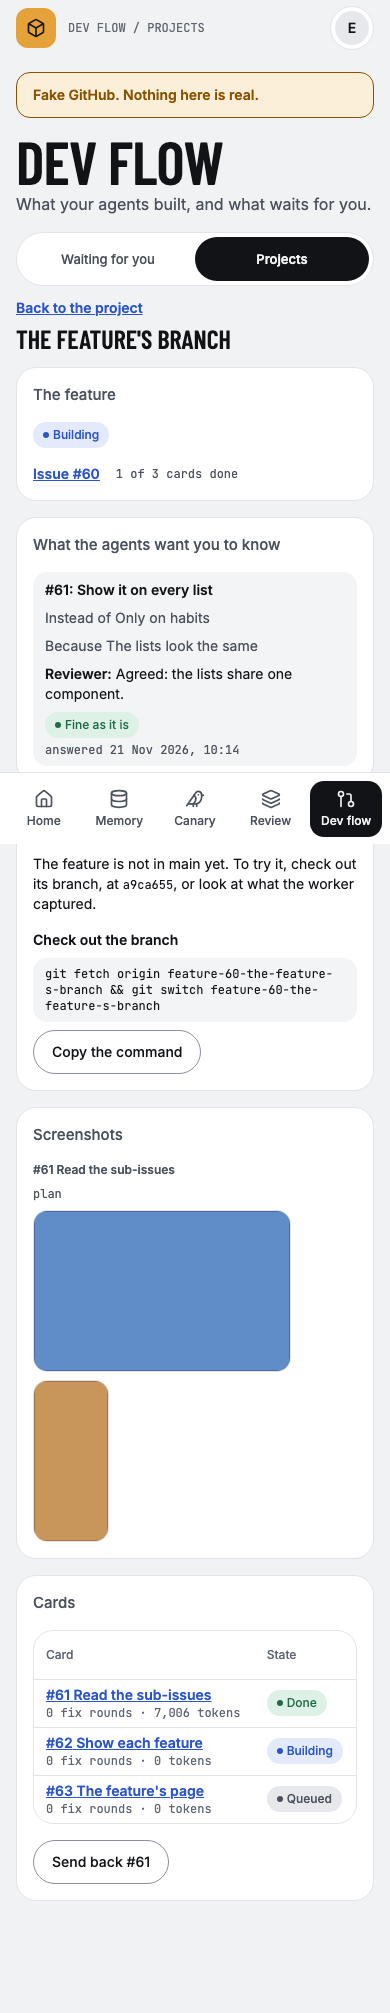 DEV FLOW / PROJECTS
E
Fake GitHub. Nothing here is real.
DEV FLOW
What your agents built, and what waits for you.
Waiting for you
Projects
Back to the project
THE FEATURE'S BRANCH
The feature
Building
Issue #60 1 of 3 cards done
What the agents want you to know
#61: Show it on every list
Instead of Only on habits
Because The lists look the same
Reviewer: Agreed: the lists share one
component.
Fine as it is
answered 21 Nov 2026, 10:14
Home
Memory
Canary
Review
Dev flow
The feature is not in main yet. To try it, check out
its branch, at a9ca655, or look at what the worker
captured.
Check out the branch
git fetch origin feature-60-the-feature-
s-branch && git switch feature-60-the-
feature-s-branch
Copy the command
Screenshots
#61 Read the sub-issues
plan
Cards
Card State
#61 Read the sub-issues
0 fix rounds · 7,006 tokens
Done
#62 Show each feature
0 fix rounds · 0 tokens
Building
#63 The feature's page
0 fix rounds · 0 tokens
Queued
Send back #61